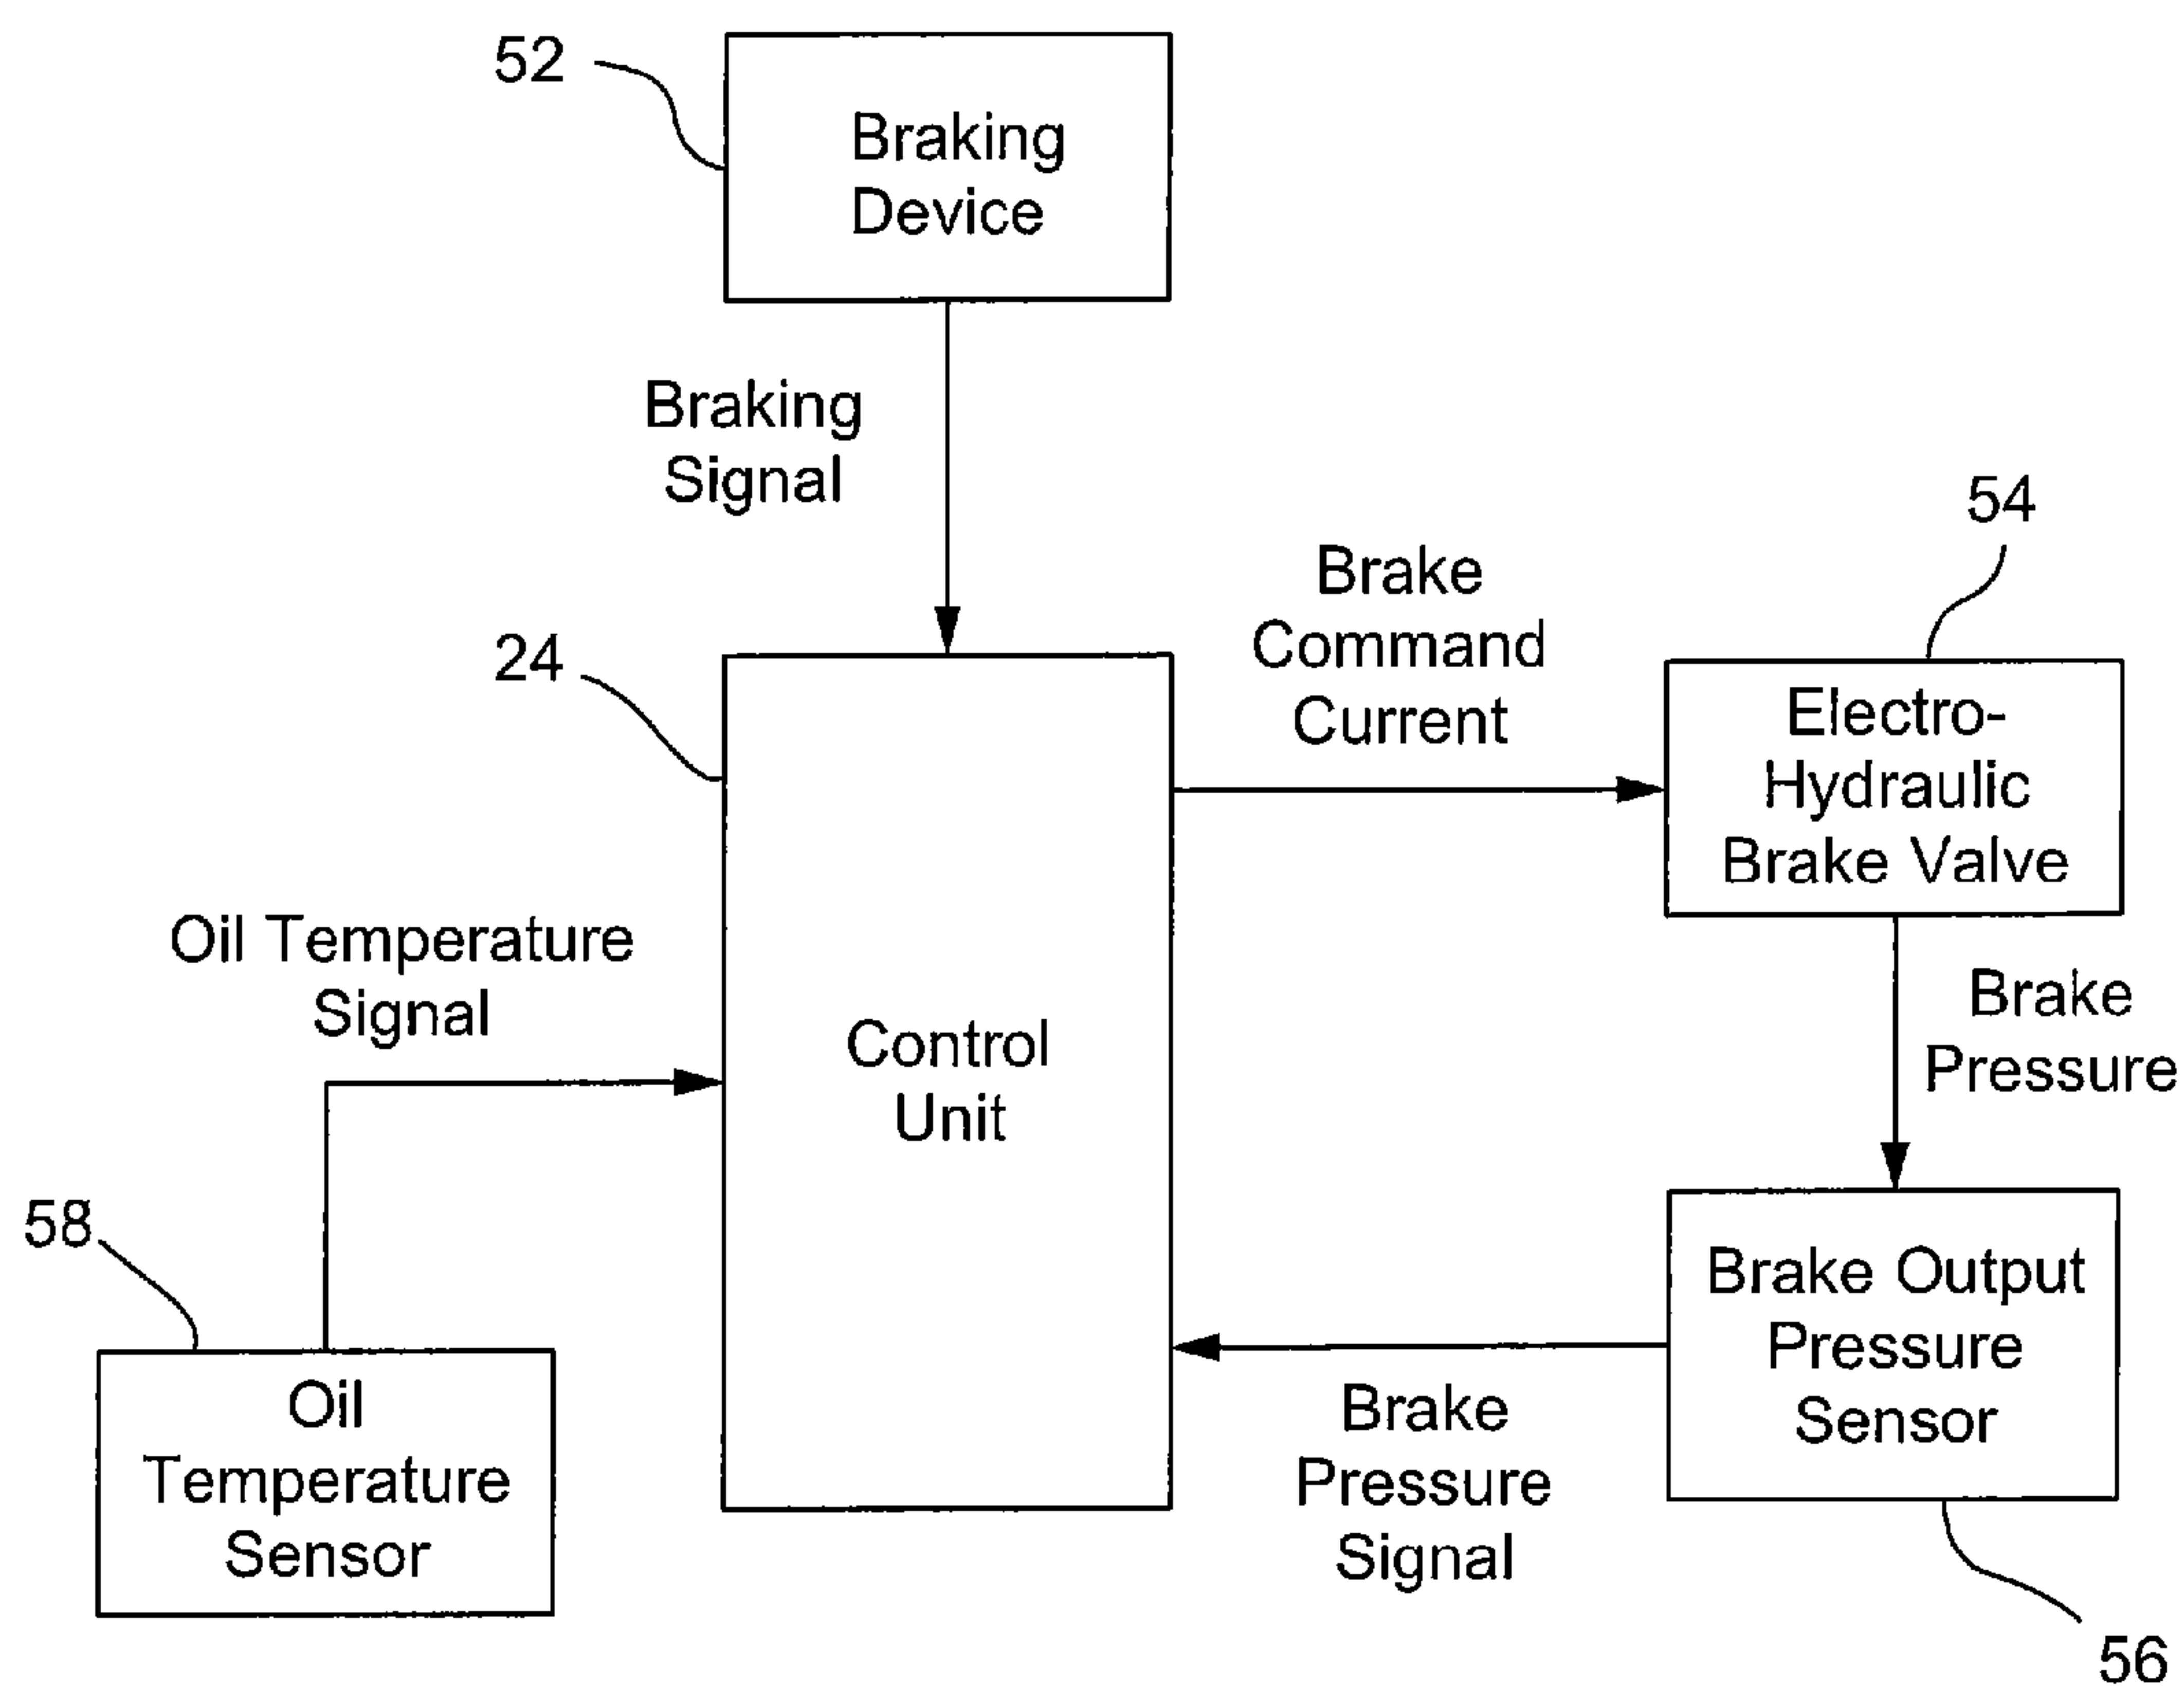 52
Braking
Device
Braking
Signal
54
Brake
Command
Current
24
Electro-
Hydraulic
Brake Valve
Oil Temperature
Signal
Control
Unit
Brake
Pressure
58
Brake Output
Pressure
Sensor
Oil
Temperature
Sensor
Brake
Pressure
Signal
56